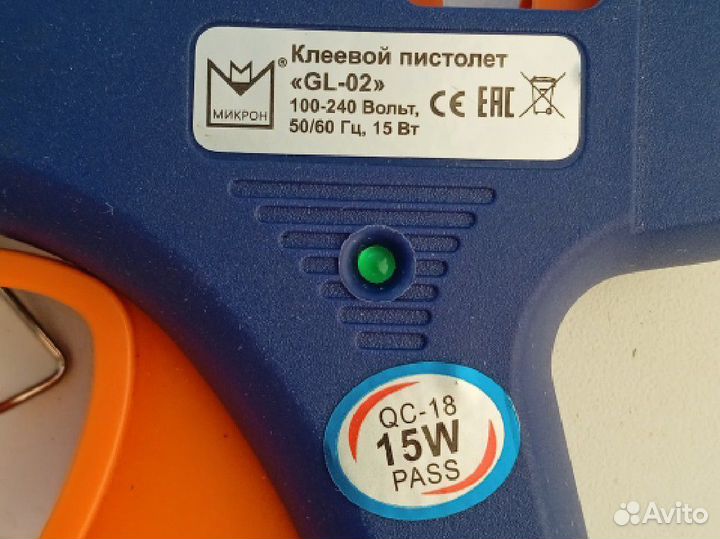 Клеевой пистолет
«GL-02»
100-240 Вольт,
50/60 Гц, 15 Вт
МИКРОН
®
CE EAC
QC-18
15W
PASS
Avito